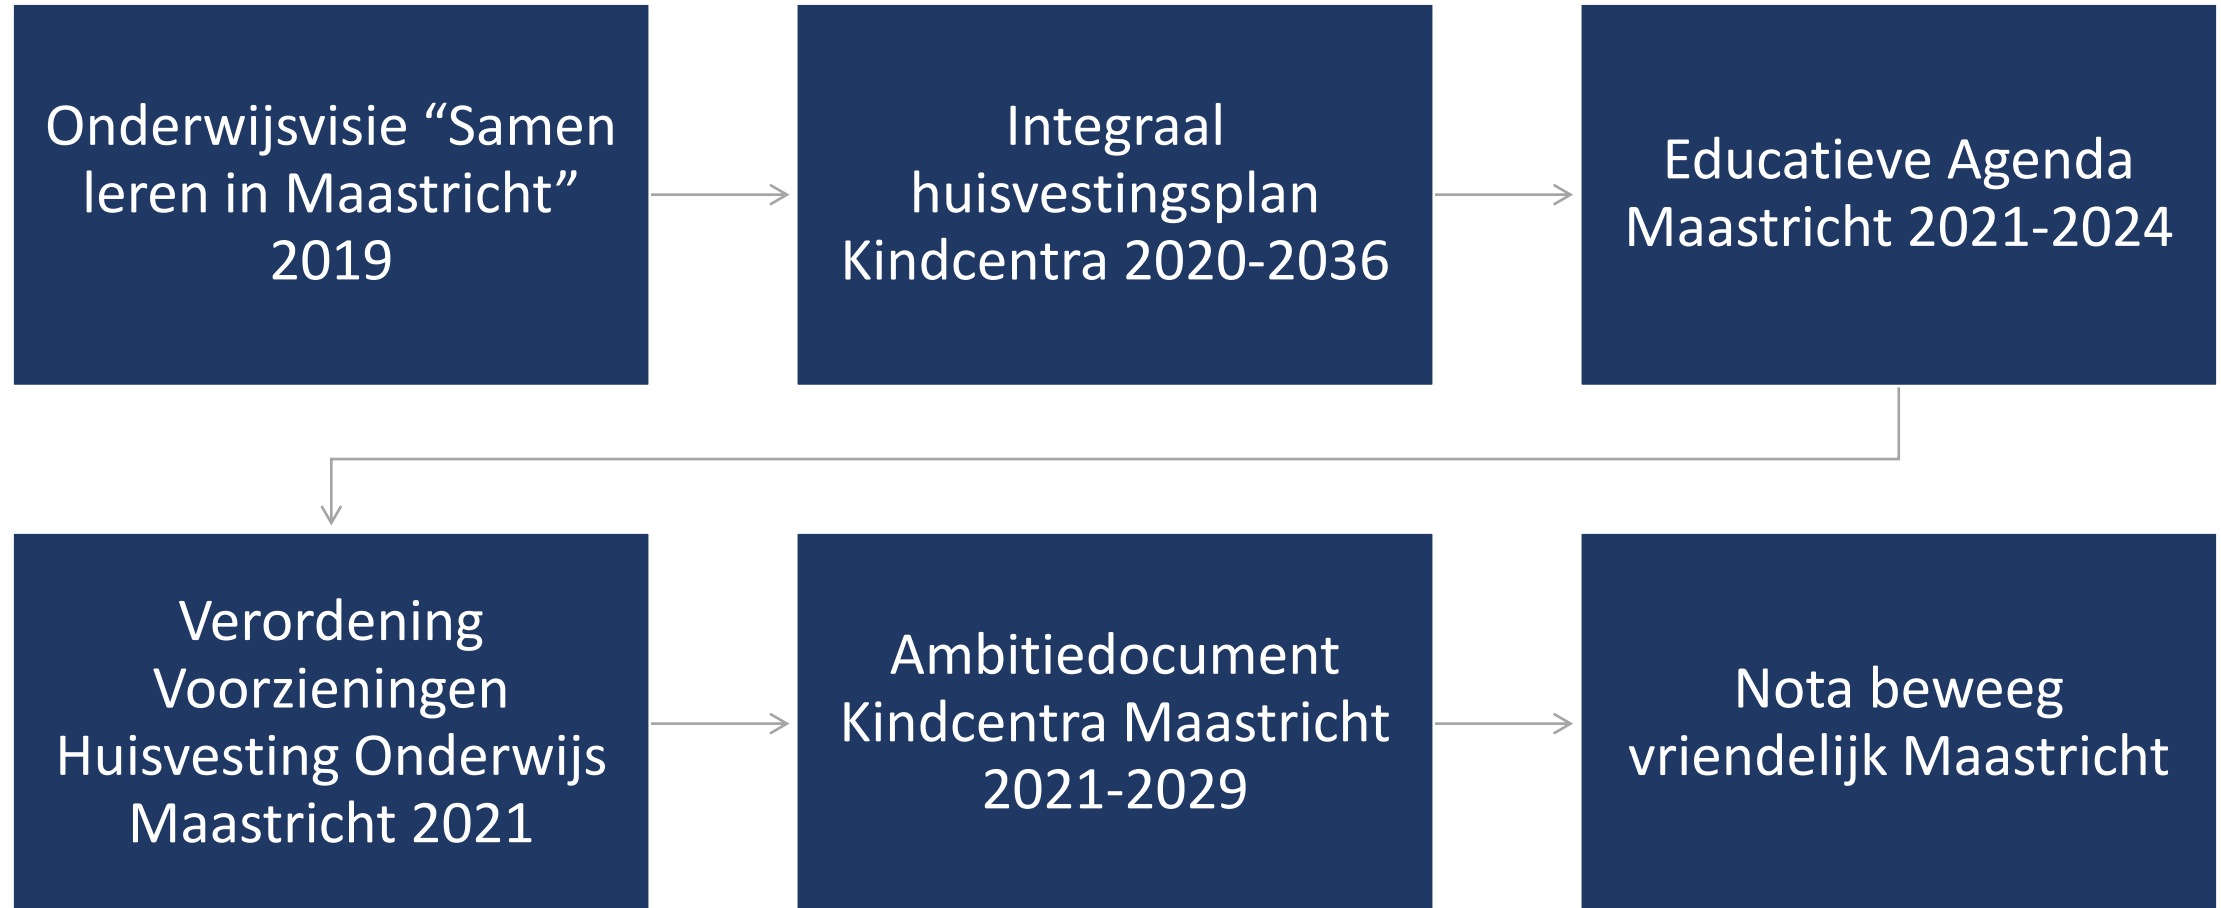 Onderwijsvisie “Samen
leren in Maastricht”
2019
Integraal
huisvestingsplan
Kindcentra 2020-2036
Educatieve Agenda
Maastricht 2021-2024
Verordening
Voorzieningen
Huisvesting Onderwijs
Maastricht 2021
Ambitiedocument
Kindcentra Maastricht
2021-2029
Nota beweeg
vriendelijk Maastricht